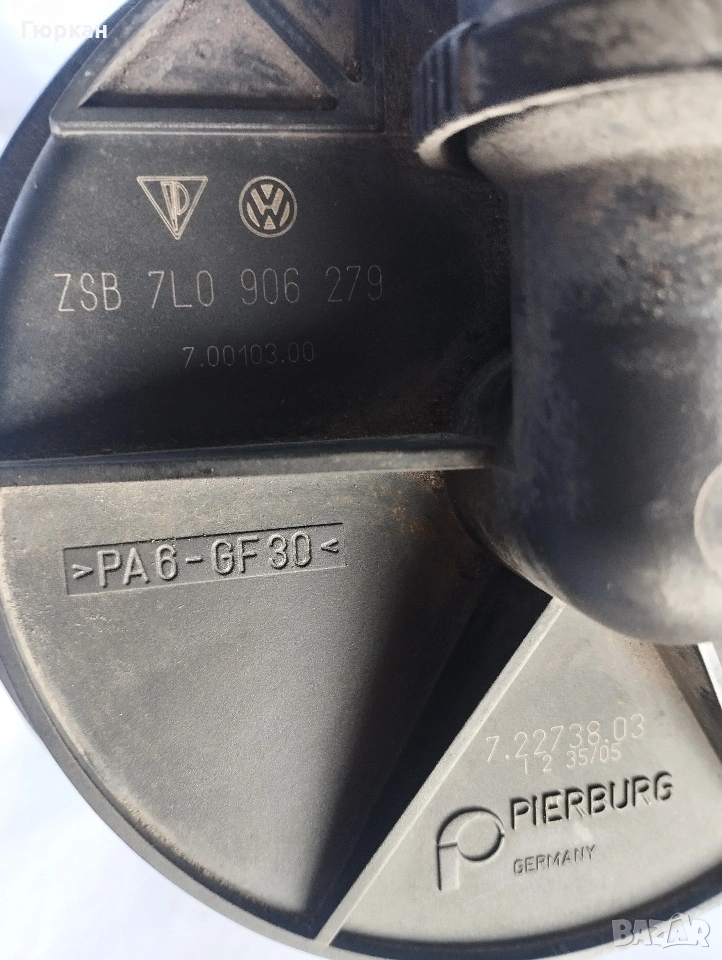 Гюркан
VW
ZSB 7L0 906 279
7.00103.00
>PA6-GF30<
7.22738.03
1 2 35/05
PIERBURG
GERMANY
BAZAR